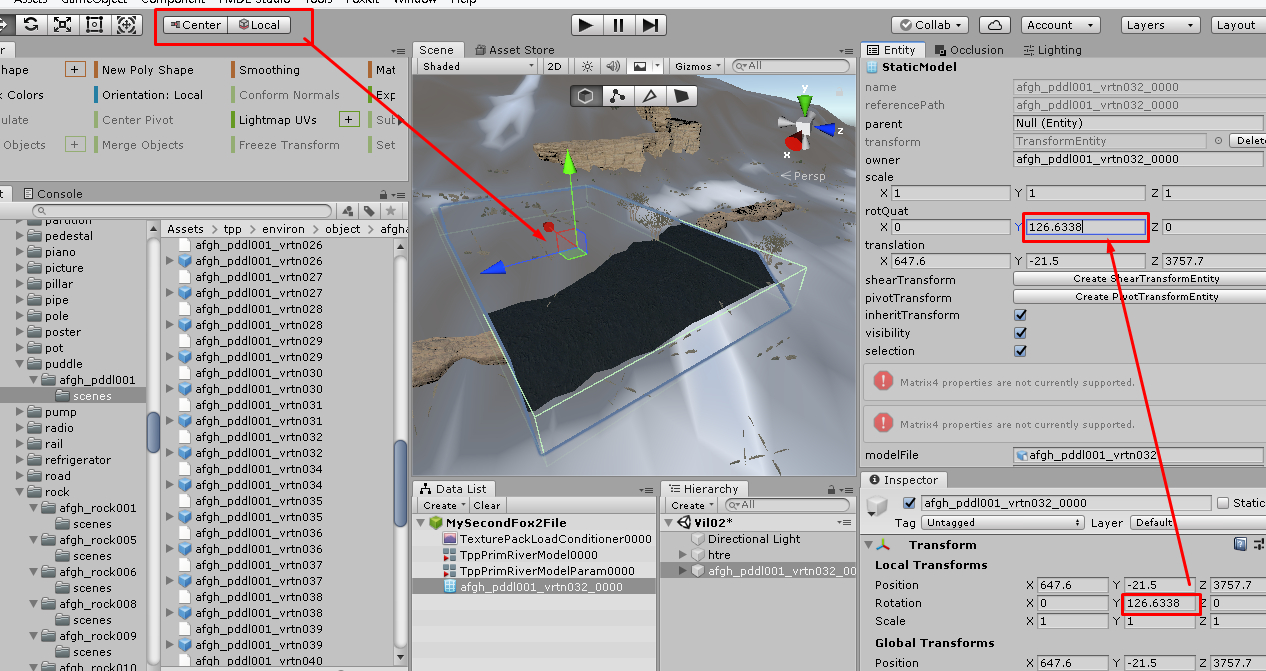 Assets GameObject Component FMDL Studio Tools FoxKit Window Help
Center Local
Collab Account Layers Layout
Scene Asset Store
Shaded 2D Gizmos All
y
z
x
Persp
hape + New Poly Shape Smoothing Mat
Colors Orientation: Local Conform Normals Exp
ulate Center Pivot Lightmap UVs + Sub
Objects + Merge Objects Freeze Transform Set
Console
partition
pedestal
piano
picture
pillar
pipe
pole
poster
pot
puddle
afgh_pddl001
scenes
pump
radio
rail
refrigerator
road
rock
afgh_rock001
scenes
afgh_rock005
scenes
afgh_rock006
scenes
afgh_rock008
scenes
afgh_rock009
scenes
afgh_rock010
Assets > tpp > environ > object > afgha
afgh_pddl001_vrtn026
afgh_pddl001_vrtn026
afgh_pddl001_vrtn027
afgh_pddl001_vrtn027
afgh_pddl001_vrtn028
afgh_pddl001_vrtn028
afgh_pddl001_vrtn029
afgh_pddl001_vrtn029
afgh_pddl001_vrtn030
afgh_pddl001_vrtn030
afgh_pddl001_vrtn031
afgh_pddl001_vrtn031
afgh_pddl001_vrtn032
afgh_pddl001_vrtn032
afgh_pddl001_vrtn034
afgh_pddl001_vrtn034
afgh_pddl001_vrtn035
afgh_pddl001_vrtn035
afgh_pddl001_vrtn036
afgh_pddl001_vrtn036
afgh_pddl001_vrtn037
afgh_pddl001_vrtn037
afgh_pddl001_vrtn038
afgh_pddl001_vrtn038
afgh_pddl001_vrtn039
afgh_pddl001_vrtn039
afgh_pddl001_vrtn040
Data List
Create Clear
MySecondFox2File
TexturePackLoadConditioner0000
TppPrimRiverModel0000
TppPrimRiverModelParam0000
afgh_pddl001_vrtn032_0000
Hierarchy
Create All
Vil02*
Directional Light
htre
afgh_pddl001_vrtn032_00
Entity Occlusion Lighting
StaticModel
name afgh_pddl001_vrtn032_0000
referencePath afgh_pddl001_vrtn032_0000
parent Null (Entity)
transform TransformEntity Delete
owner afgh_pddl001_vrtn032_0000
scale
X 1 Y 1 Z 1
rotQuat
X 0 Y 126.6338 Z 0
translation
X 647.6 Y -21.5 Z 3757.7
shearTransform Create ShearTransformEntity
pivotTransform Create PivotTransformEntity
inheritTransform
visibility
selection
Matrix4 properties are not currently supported.
Matrix4 properties are not currently supported.
modelFile afgh_pddl001_vrtn032
Inspector
afgh_pddl001_vrtn032_0000 Static
Tag Untagged Layer Default
Transform
Local Transforms
Position X 647.6 Y -21.5 Z 3757.7
Rotation X 0 Y 126.6338 Z 0
Scale X 1 Y 1 Z 1
Global Transforms
Position X 647.6 Y -21.5 Z 3757.7